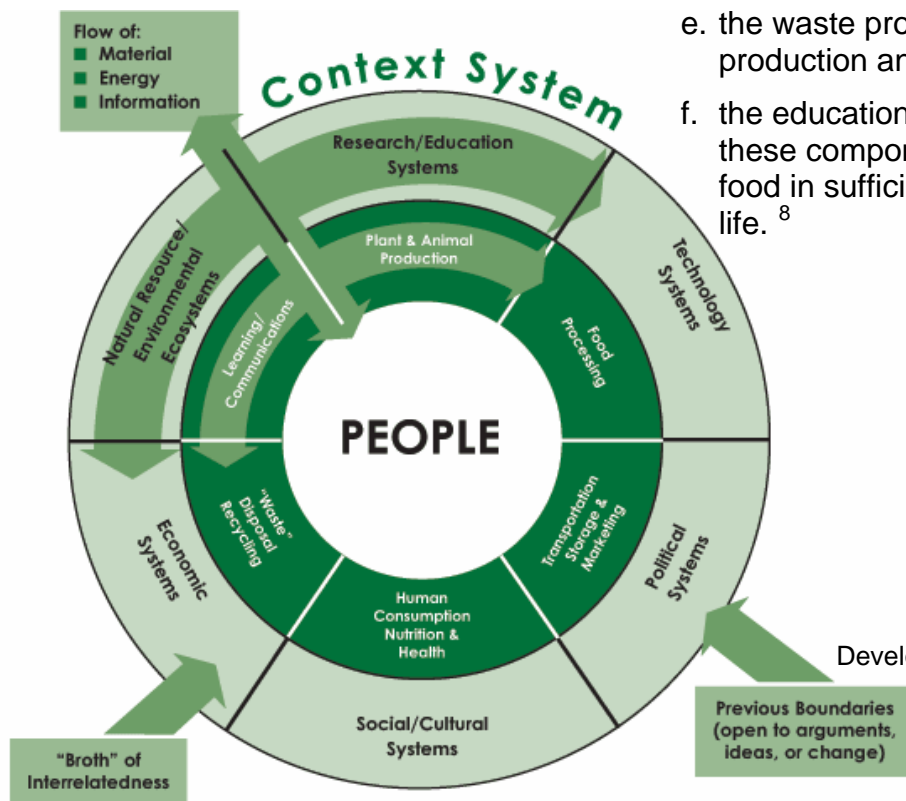 Flow of:
Material
Energy
Information
Context System
e. the waste pro
production an
f. the education
these compor
food in suffici
life. 8
Research/Education
Systems
Natural Resource/
Environmental
Ecosystems
Technology
Systems
Plant & Animal
Production
Learning/
Communications
Food
Processing
PEOPLE
"Waste"
Disposal
Recycling
Transportation
Storage &
Marketing
Human
Consumption
Nutrition &
Health
Economic
Systems
Political
Systems
Social/Cultural
Systems
Develo
"Broth" of
Interrelatedness
Previous Boundaries
(open to arguments,
ideas, or change)